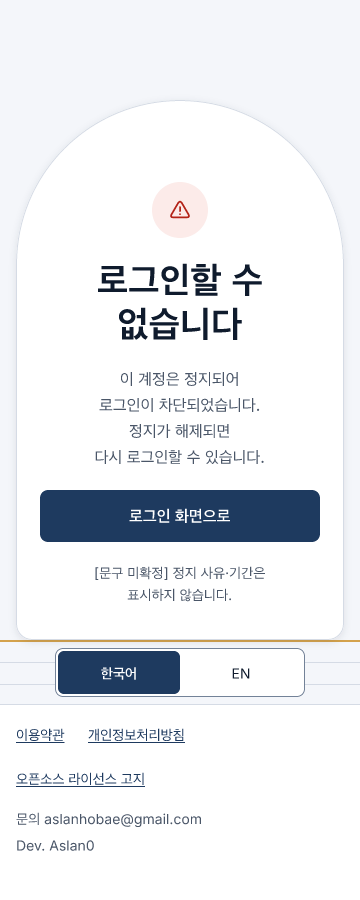 로그인할 수
없습니다
이 계정은 정지되어
로그인이 차단되었습니다.
정지가 해제되면
다시 로그인할 수 있습니다.
로그인 화면으로
[문구 미확정] 정지 사유·기간은
표시하지 않습니다.
한국어 EN
이용약관 개인정보처리방침
오픈소스 라이선스 고지
문의 aslanhobae@gmail.com
Dev. Aslan0